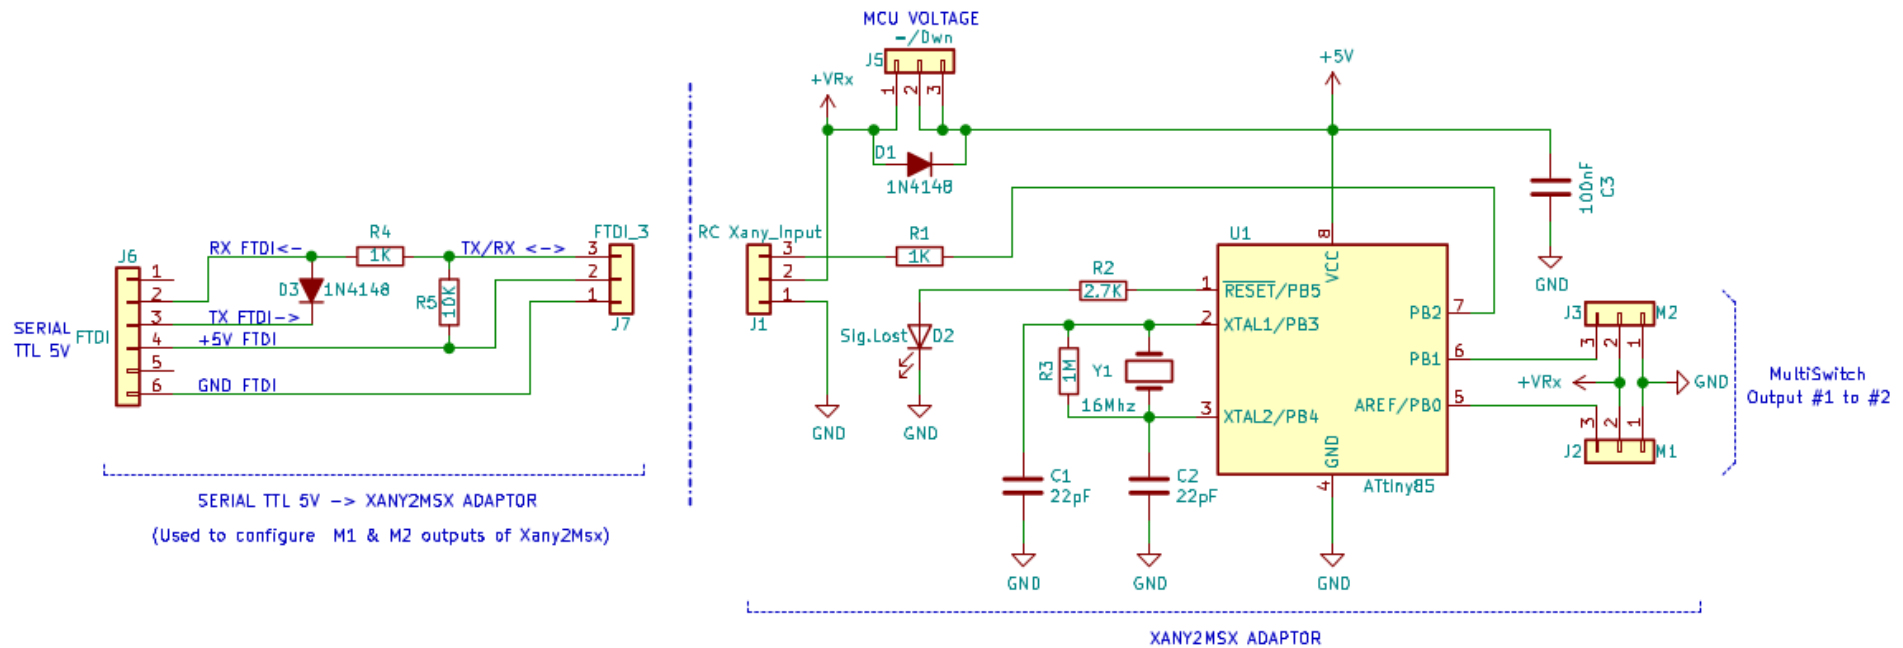 MCU VOLTAGE
-/Dwn
J5
1 2 3
+VRx
+5V
D1
1N4148
100nF
C3
GND
RC Xany_Input
3
2
1
J1
R1
1K
GND
Sig.Lost
D2
GND
R2
2.7K
R3
1M
Y1
16Mhz
C1
22pF
GND
C2
22pF
GND
U1
8
VCC
1 RESET/PB5
2 XTAL1/PB3
3 XTAL2/PB4
PB2 7
PB1 6
AREF/PB0 5
GND
4
ATtiny85
GND
J3 M2
3 2 1
+VRx
GND
3 2 1
J2 M1
MultiSwitch
Output #1 to #2
XANY2MSX ADAPTOR
J6
1
2
3
4
5
6
SERIAL
TTL 5V
FTDI
RX FTDI<-
R4
1K
TX/RX <->
FTDI_3
3
2
1
J7
D3 1N4148
R5
10K
TX FTDI->
+5V FTDI
GND FTDI
SERIAL TTL 5V -> XANY2MSX ADAPTOR
(Used to configure M1 & M2 outputs of Xany2Msx)